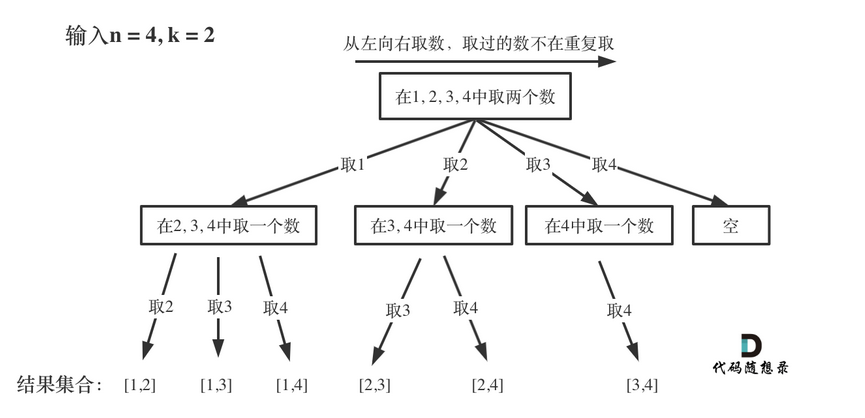 输入n = 4, k = 2
从左向右取数，取过的数不在重复取
在1, 2, 3, 4中取两个数
取1 取2 取3 取4
在2, 3, 4中取一个数 在3, 4中取一个数 在4中取一个数 空
取2 取3 取4 取3 取4 取4
代码随想录
结果集合： [1,2] [1,3] [1,4] [2,3] [2,4] [3,4]